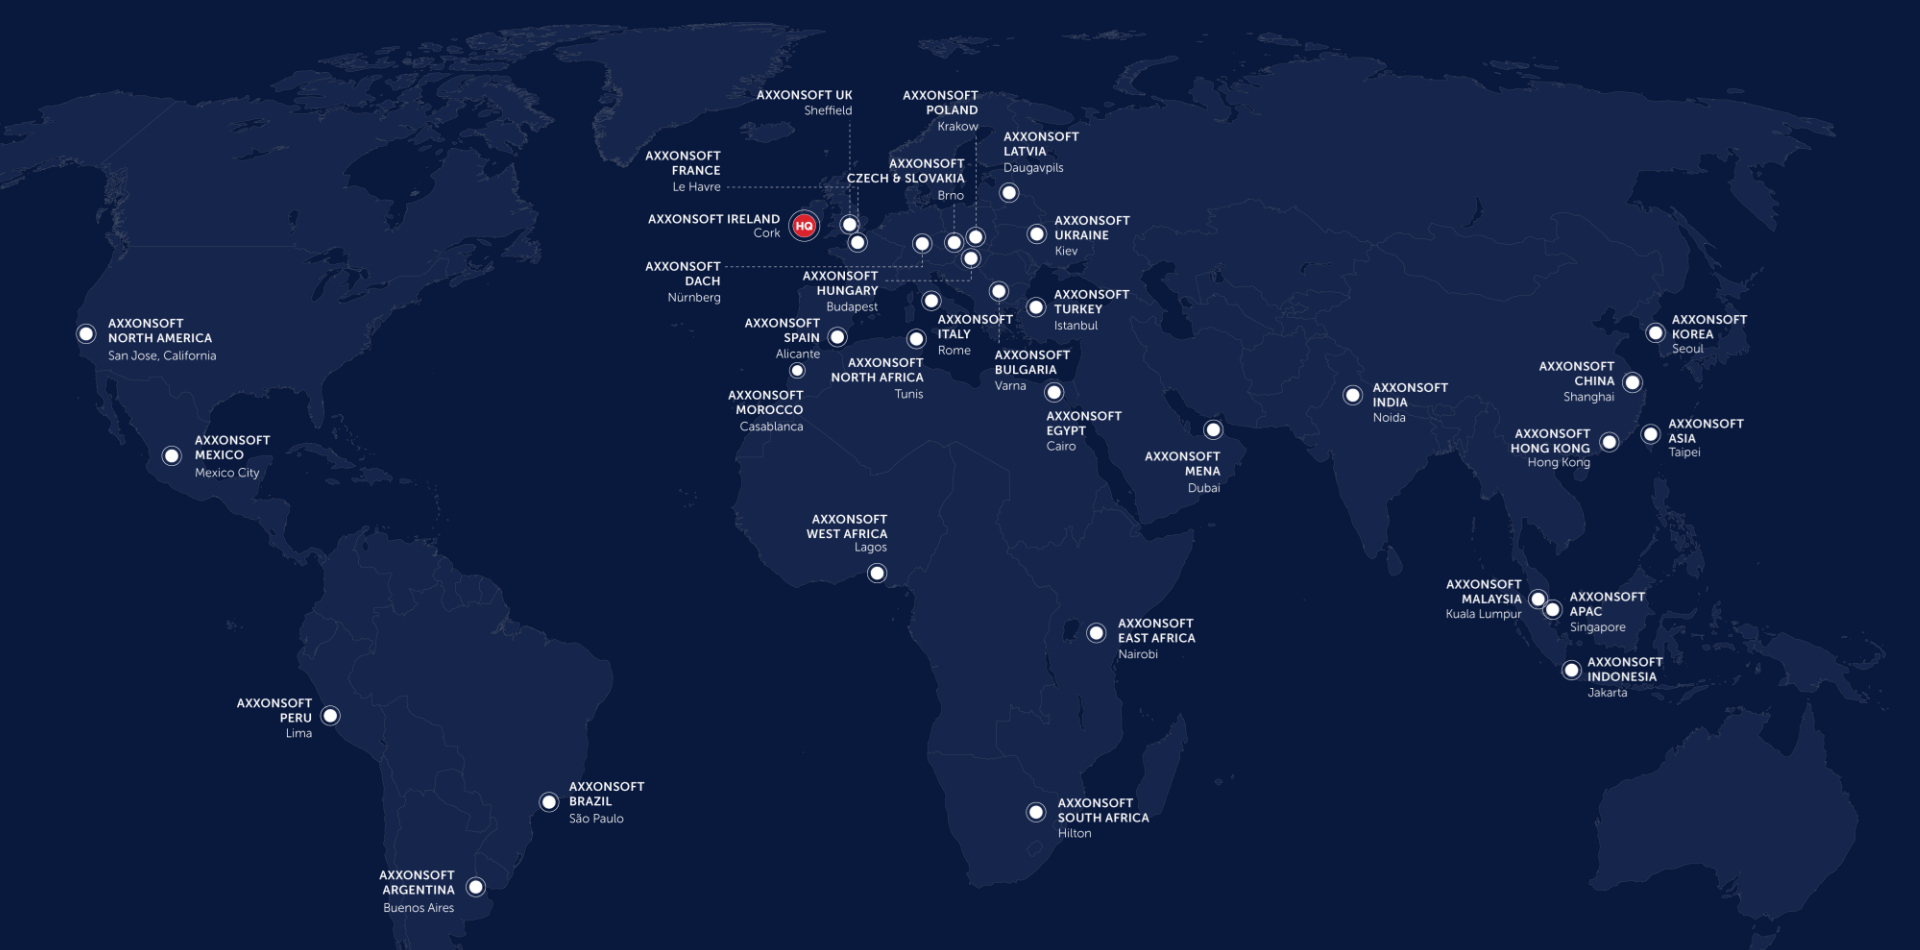 AXXONSOFT UK
Sheffield
AXXONSOFT
POLAND
Krakow
AXXONSOFT
LATVIA
Daugavpils
AXXONSOFT
FRANCE
Le Havre
AXXONSOFT
CZECH & SLOVAKIA
Brno
AXXONSOFT IRELAND
Cork
HQ
AXXONSOFT
UKRAINE
Kiev
AXXONSOFT
DACH
Nürnberg
AXXONSOFT
HUNGARY
Budapest
AXXONSOFT
TURKEY
Istanbul
AXXONSOFT
NORTH AMERICA
San Jose, California
AXXONSOFT
SPAIN
Alicante
AXXONSOFT
ITALY
Rome
AXXONSOFT
BULGARIA
Varna
AXXONSOFT
NORTH AFRICA
Tunis
AXXONSOFT
MOROCCO
Casablanca
AXXONSOFT
EGYPT
Cairo
AXXONSOFT
KOREA
Seoul
AXXONSOFT
CHINA
Shanghai
AXXONSOFT
INDIA
Noida
AXXONSOFT
ASIA
Taipei
AXXONSOFT
HONG KONG
Hong Kong
AXXONSOFT
MEXICO
Mexico City
AXXONSOFT
MENA
Dubai
AXXONSOFT
WEST AFRICA
Lagos
AXXONSOFT
EAST AFRICA
Nairobi
AXXONSOFT
MALAYSIA
Kuala Lumpur
AXXONSOFT
APAC
Singapore
AXXONSOFT
INDONESIA
Jakarta
AXXONSOFT
PERU
Lima
AXXONSOFT
BRAZIL
São Paulo
AXXONSOFT
SOUTH AFRICA
Hilton
AXXONSOFT
ARGENTINA
Buenos Aires